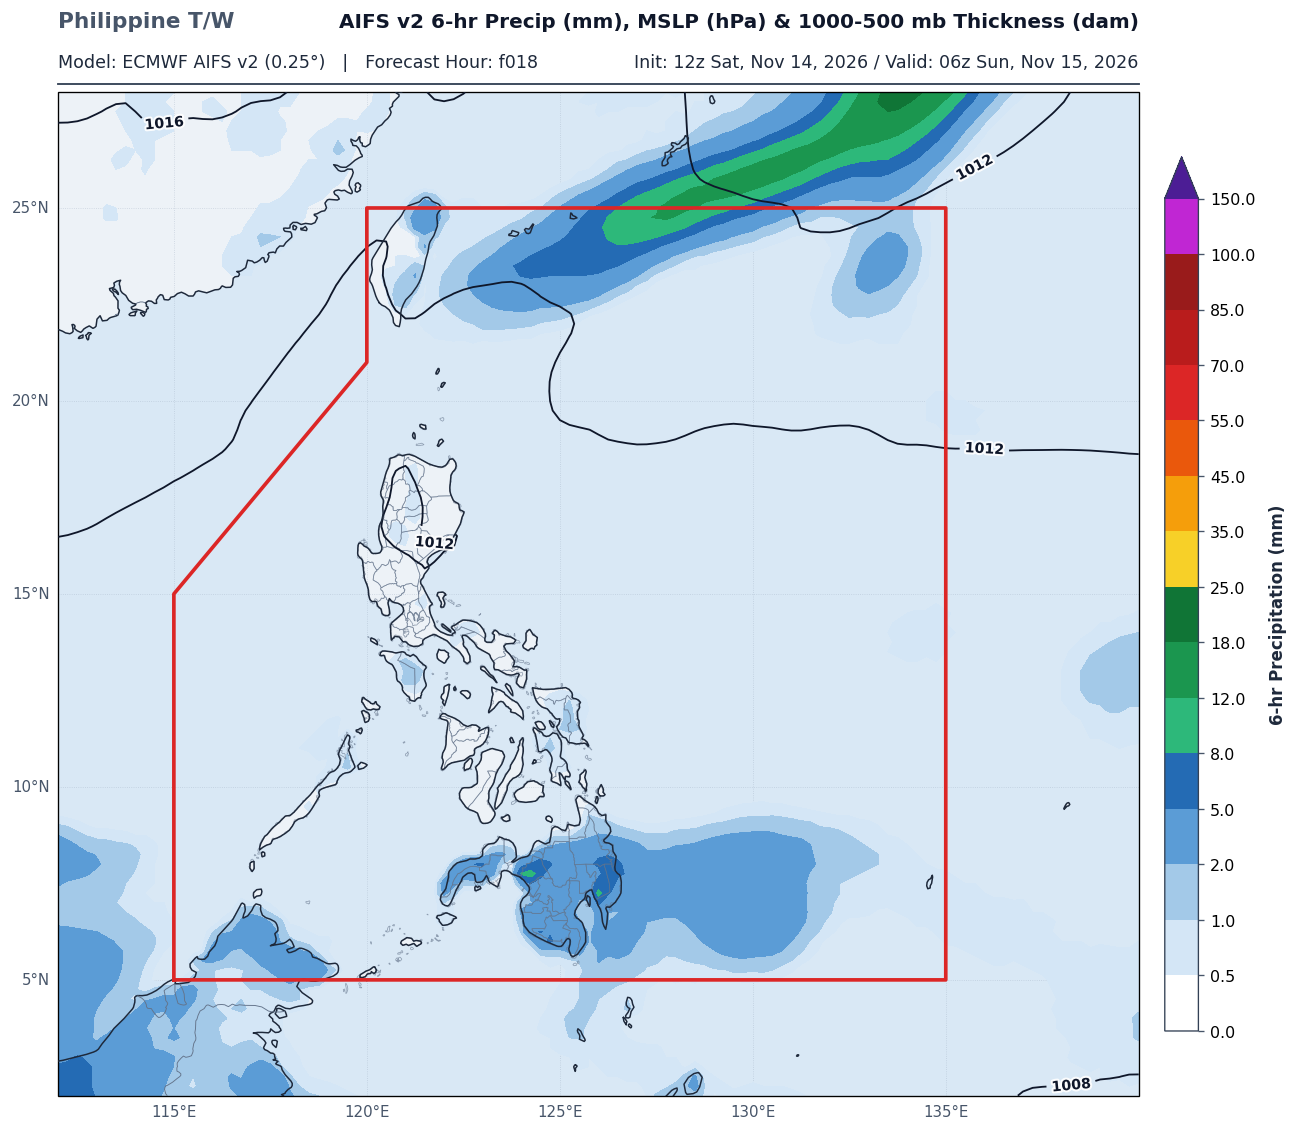 Philippine T/W
AIFS v2 6-hr Precip (mm), MSLP (hPa) & 1000-500 mb Thickness (dam)
Model: ECMWF AIFS v2 (0.25°) | Forecast Hour: f018
Init: 12z Sat, Nov 14, 2026 / Valid: 06z Sun, Nov 15, 2026
1016
1012
1012
1012
1008
25°N
20°N
15°N
10°N
5°N
115°E
120°E
125°E
130°E
135°E
150.0
100.0
85.0
70.0
55.0
45.0
35.0
25.0
18.0
12.0
8.0
5.0
2.0
1.0
0.5
0.0
6-hr Precipitation (mm)